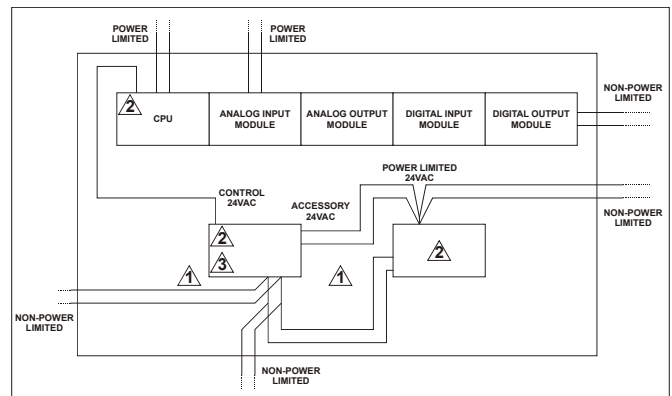 POWER
LIMITED
POWER
LIMITED
NON-POWER
LIMITED
2
CPU
ANALOG INPUT
MODULE
ANALOG OUTPUT
MODULE
DIGITAL INPUT
MODULE
DIGITAL OUTPUT
MODULE
POWER LIMITED
24VAC
CONTROL
24VAC
ACCESSORY
24VAC
NON-POWER
LIMITED
2
3
2
1
1
NON-POWER
LIMITED
NON-POWER
LIMITED